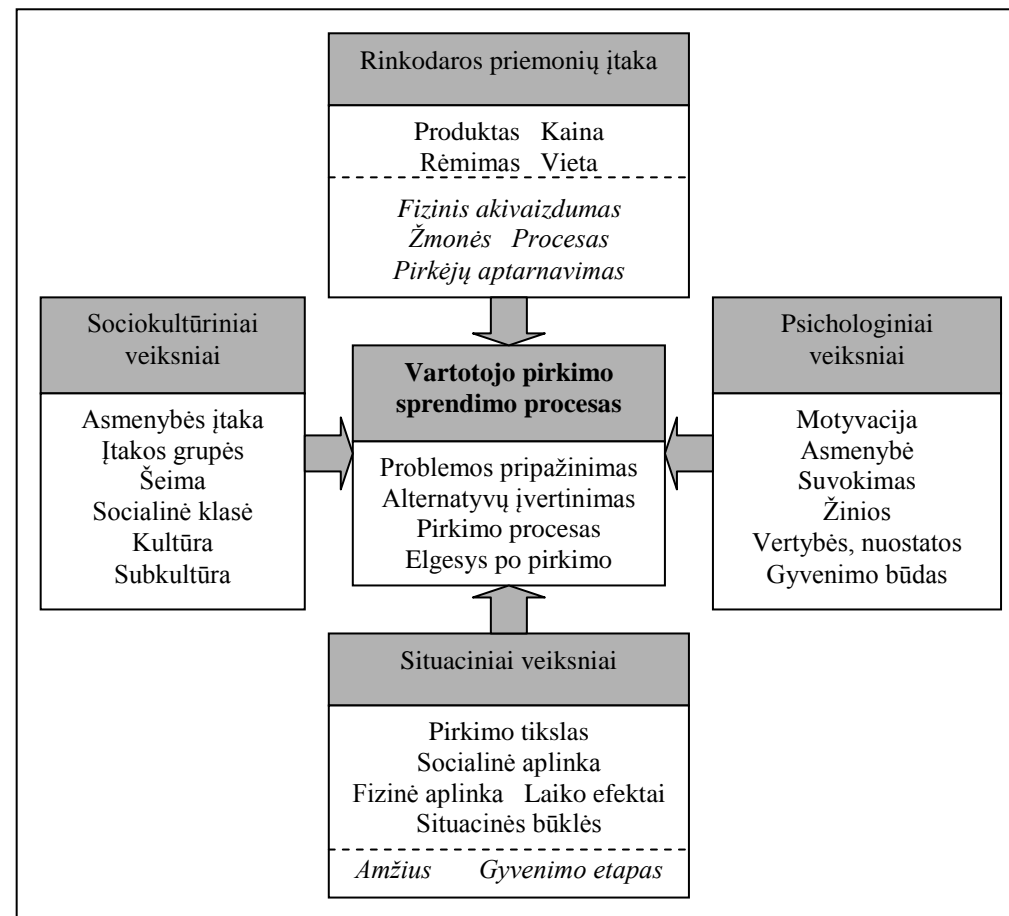 Rinkodaros priemonių įtaka
Produktas Kaina
Rėmimas Vieta
Fizinis akivaizdumas
Žmonės Procesas
Pirkėjų aptarnavimas
Sociokultūriniai
veiksniai
Asmenybės įtaka
Įtakos grupės
Šeima
Socialinė klasė
Kultūra
Subkultūra
Vartotojo pirkimo
sprendimo procesas
Problemos pripažinimas
Alternatyvų įvertinimas
Pirkimo procesas
Elgesys po pirkimo
Psichologiniai
veiksniai
Motyvacija
Asmenybė
Suvokimas
Žinios
Vertybės, nuostatos
Gyvenimo būdas
Situaciniai veiksniai
Pirkimo tikslas
Socialinė aplinka
Fizinė aplinka Laiko efektai
Situacinės būklės
Amžius Gyvenimo etapas